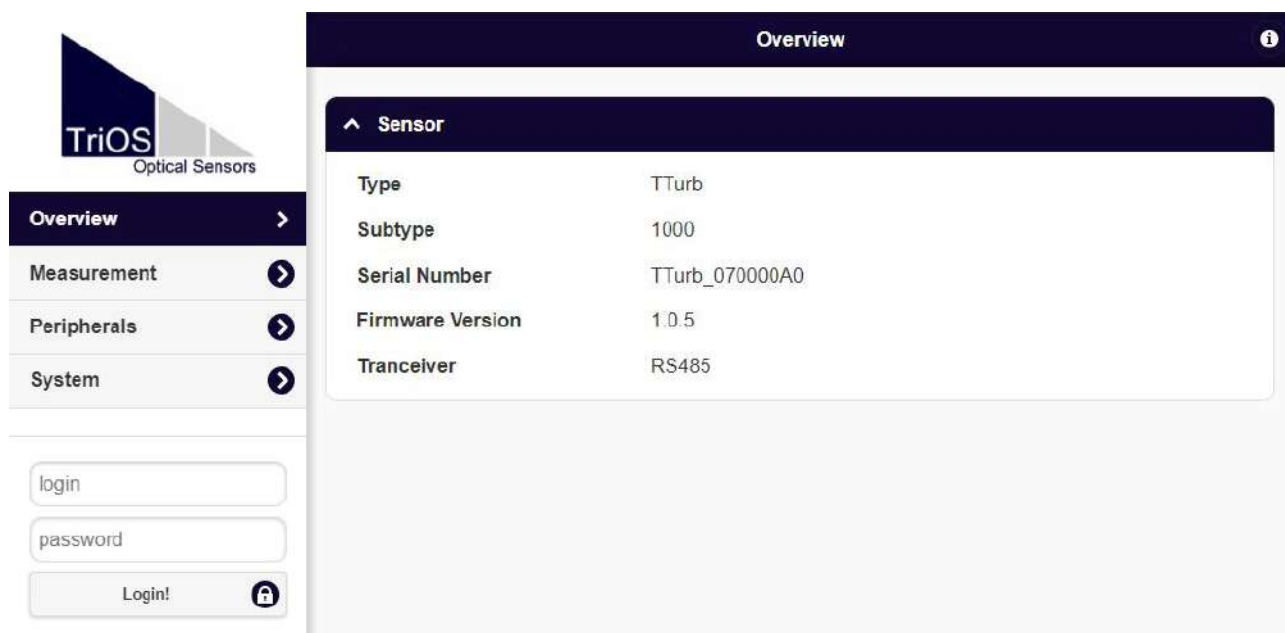 TriOS
Optical Sensors
Overview
Measurement
Peripherals
System
login
password
Login!
Overview
Sensor
Type TTurb
Subtype 1000
Serial Number TTurb_070000A0
Firmware Version 1.0.5
Tranceiver RS485